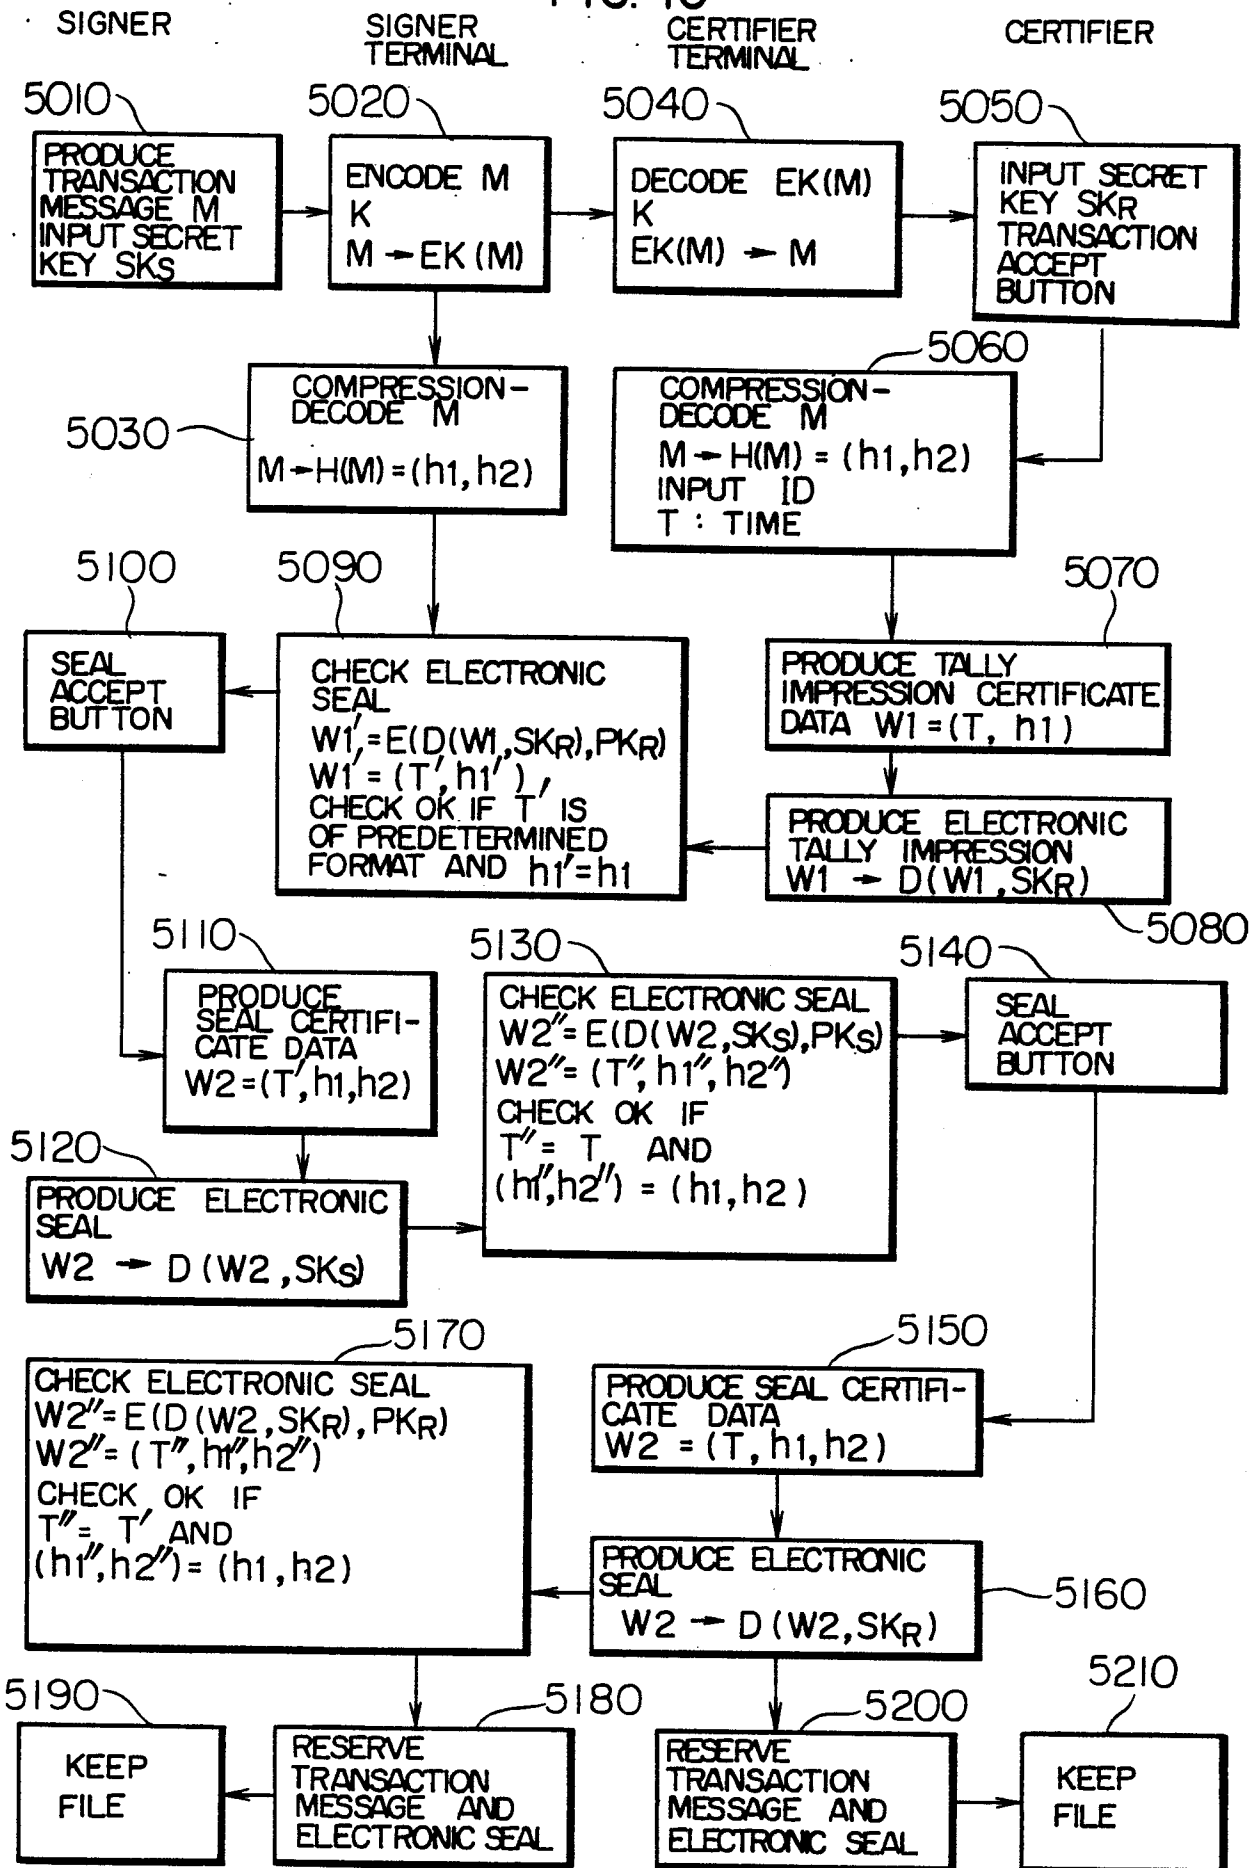 SIGNER
SIGNER
TERMINAL
CERTIFIER
TERMINAL
CERTIFIER
5010
PRODUCE
TRANSACTION
MESSAGE M
INPUT SECRET
KEY SKS
5020
ENCODE M
K
M → EK (M)
5040
DECODE EK(M)
K
EK(M) → M
5050
INPUT SECRET
KEY SKR
TRANSACTION
ACCEPT
BUTTON
5030
COMPRESSION-
DECODE M
M → H(M) = (h1, h2)
5060
COMPRESSION-
DECODE M
M → H(M) = (h1, h2)
INPUT ID
T : TIME
5070
PRODUCE TALLY
IMPRESSION CERTIFICATE
DATA W1 = (T, h1)
5080
PRODUCE ELECTRONIC
TALLY IMPRESSION
W1 → D(W1, SKR)
5090
CHECK ELECTRONIC
SEAL
W1′ = E(D(W1, SKR), PKR)
W1′ = (T′, h1′)
CHECK OK IF T′ IS
OF PREDETERMINED
FORMAT AND h1′ = h1
5100
SEAL
ACCEPT
BUTTON
5110
PRODUCE
SEAL CERTIFI-
CATE DATA
W2 = (T′, h1, h2)
5120
PRODUCE ELECTRONIC
SEAL
W2 → D (W2, SKS)
5130
CHECK ELECTRONIC SEAL
W2″ = E(D(W2, SKS), PKS)
W2″ = (T″, h1″, h2″)
CHECK OK IF
T″ = T AND
(h1″, h2″) = (h1, h2)
5140
SEAL
ACCEPT
BUTTON
5150
PRODUCE SEAL CERTIFI-
CATE DATA
W2 = (T, h1, h2)
5160
PRODUCE ELECTRONIC
SEAL
W2 → D (W2, SKR)
5170
CHECK ELECTRONIC SEAL
W2″ = E(D (W2, SKR), PKR)
W2″ = (T″, h1″, h2″)
CHECK OK IF
T″ = T′ AND
(h1″, h2″) = (h1, h2)
5180
RESERVE
TRANSACTION
MESSAGE AND
ELECTRONIC SEAL
5190
KEEP
FILE
5200
RESERVE
TRANSACTION
MESSAGE AND
ELECTRONIC SEAL
5210
KEEP
FILE